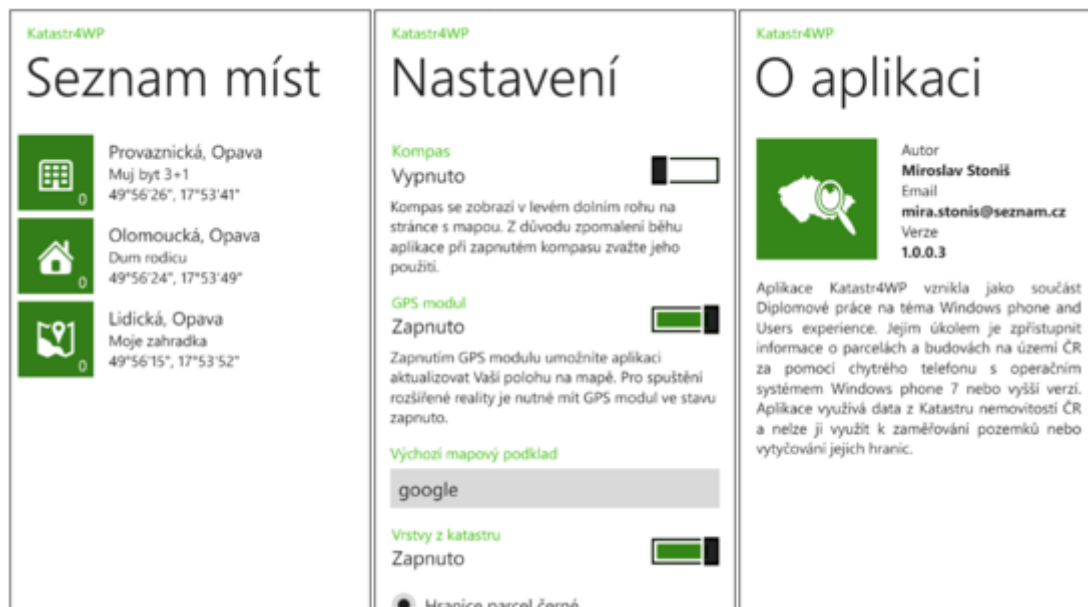 Katastr4WP
Seznam míst
Provaznická, Opava
Muj byt 3+1
49°56'26", 17°53'41"
0
Olomoucká, Opava
Dum rodicu
49°56'24", 17°53'49"
0
Lidická, Opava
Moje zahradka
49°56'15", 17°53'52"
0
Katastr4WP
Nastavení
Kompas
Vypnuto
Kompas se zobrazí v levém dolním rohu na
stránce s mapou. Z důvodu zpomalení běhu
aplikace při zapnutém kompasu zvažte jeho
použití.
GPS modul
Zapnuto
Zapnutím GPS modulu umožníte aplikaci
aktualizovat Vaší polohu na mapě. Pro spuštění
rozšířené reality je nutné mít GPS modul ve stavu
zapnuto.
Výchozí mapový podklad
google
Vrstvy z katastru
Zapnuto
Hranice parcel černé
Katastr4WP
O aplikaci
Autor
Miroslav Stoniš
Email
mira.stonis@seznam.cz
Verze
1.0.0.3
Aplikace Katastr4WP vznikla jako součást
Diplomové práce na téma Windows phone and
Users experience. Jejím úkolem je zpřístupnit
informace o parcelách a budovách na území ČR
za pomoci chytrého telefonu s operačním
systémem Windows phone 7 nebo vyšší verzí.
Aplikace využívá data z Katastru nemovitostí ČR
a nelze ji využít k zaměřování pozemků nebo
vytyčování jejich hranic.